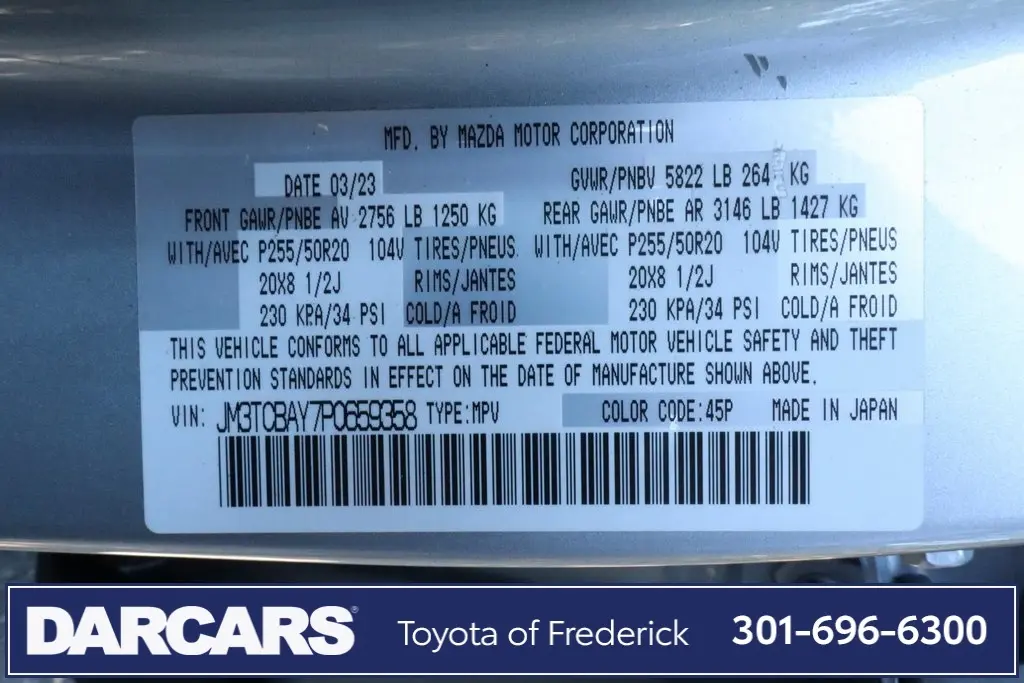 MFD. BY MAZDA MOTOR CORPORATION
DATE 03/23 GVWR/PNBV 5822 LB 264 KG
FRONT GAWR/PNBE AV 2756 LB 1250 KG REAR GAWR/PNBE AR 3146 LB 1427 KG
WITH/AVEC P255/50R20 104V TIRES/PNEUS WITH/AVEC P255/50R20 104V TIRES/PNEUS
20X8 1/2J RIMS/JANTES 20X8 1/2J RIMS/JANTES
230 KPA/34 PSI COLD/A FROID 230 KPA/34 PSI COLD/A FROID
THIS VEHICLE CONFORMS TO ALL APPLICABLE FEDERAL MOTOR VEHICLE SAFETY AND THEFT
PREVENTION STANDARDS IN EFFECT ON THE DATE OF MANUFACTURE SHOWN ABOVE.
VIN: JM3TCBAY7P0659358 TYPE:MPV COLOR CODE:45P MADE IN JAPAN
DARCARS® Toyota of Frederick 301-696-6300